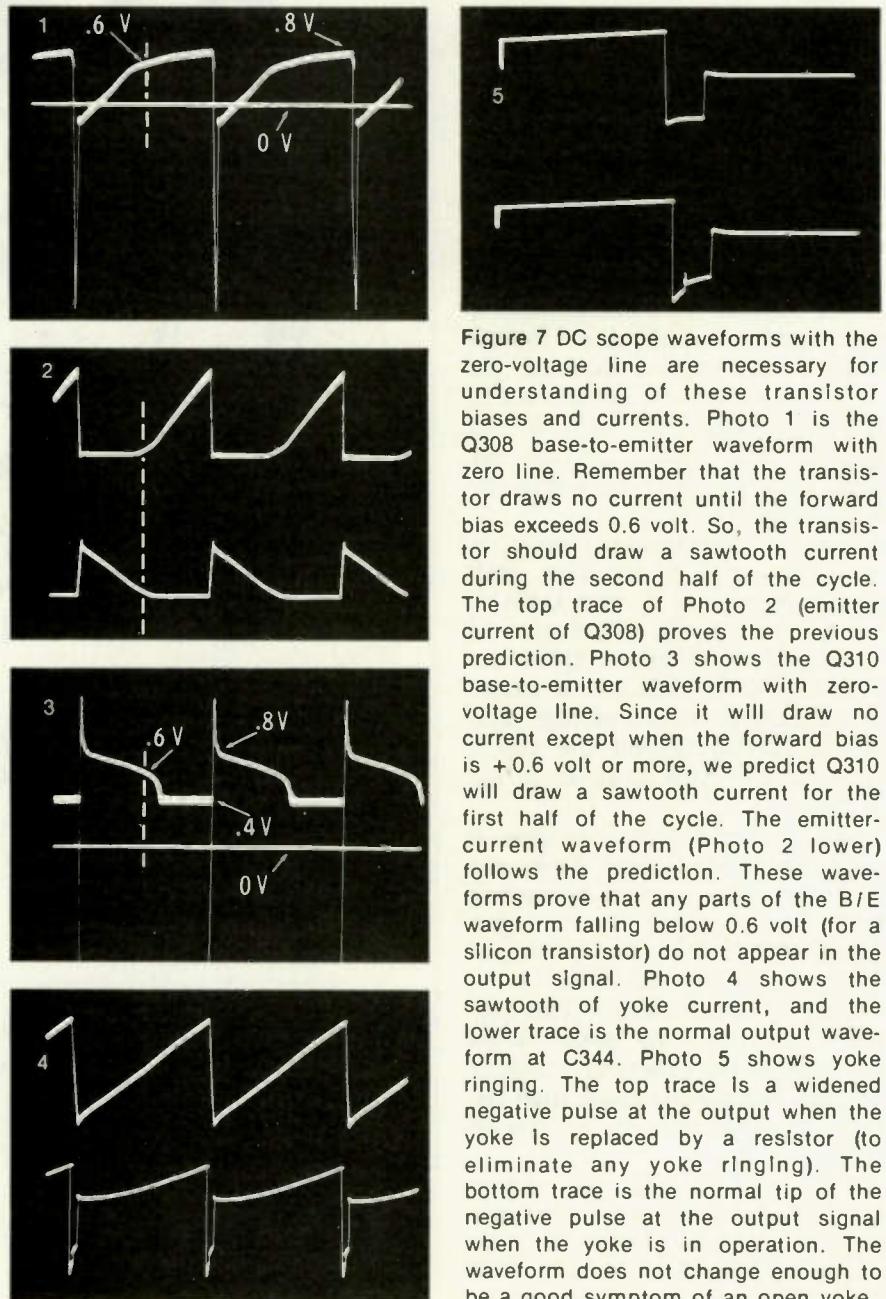 1
.6 V
.8 V
0 V
2
3
.6 V
.8 V
.4 V
0 V
4
5
Figure 7 DC scope waveforms with the
zero-voltage line are necessary for
understanding of these transistor
biases and currents. Photo 1 is the
Q308 base-to-emitter waveform with
zero line. Remember that the transis-
tor draws no current until the forward
bias exceeds 0.6 volt. So, the transis-
tor should draw a sawtooth current
during the second half of the cycle.
The top trace of Photo 2 (emitter
current of Q308) proves the previous
prediction. Photo 3 shows the Q310
base-to-emitter waveform with zero-
voltage line. Since it will draw no
current except when the forward bias
is +0.6 volt or more, we predict Q310
will draw a sawtooth current for the
first half of the cycle. The emitter-
current waveform (Photo 2 lower)
follows the prediction. These wave-
forms prove that any parts of the B/E
waveform falling below 0.6 volt (for a
silicon transistor) do not appear in the
output signal. Photo 4 shows the
sawtooth of yoke current, and the
lower trace is the normal output wave-
form at C344. Photo 5 shows yoke
ringing. The top trace is a widened
negative pulse at the output when the
yoke is replaced by a resistor (to
eliminate any yoke ringing). The
bottom trace is the normal tip of the
negative pulse at the output signal
when the yoke is in operation. The
waveform does not change enough to
be a good symptom of an open yoke.